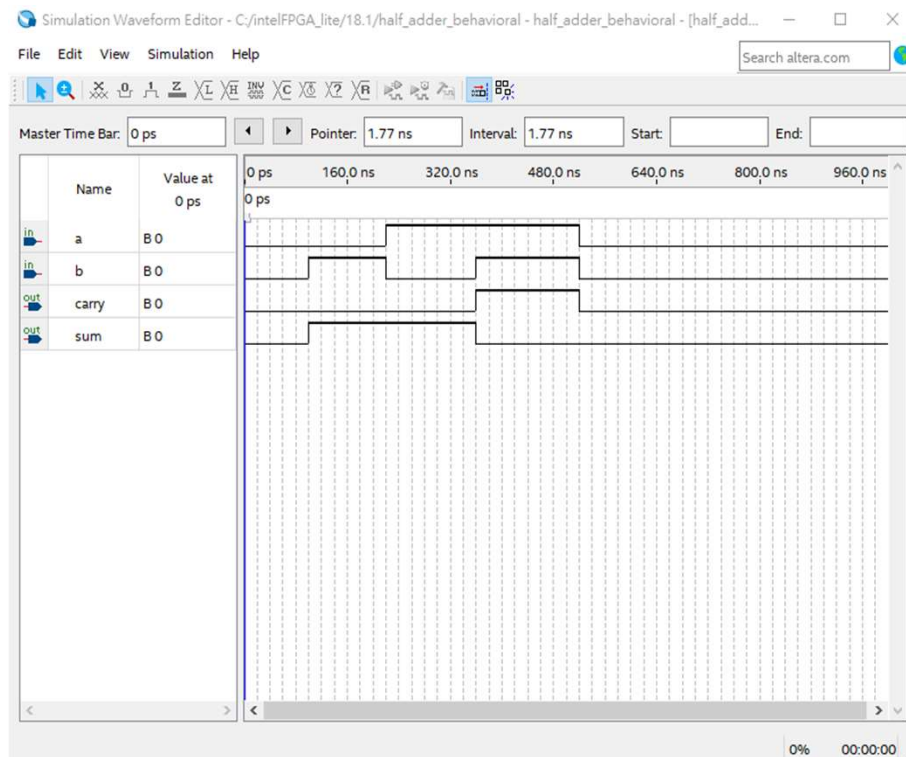 Simulation Waveform Editor - C:/intelFPGA_lite/18.1/half_adder_behavioral - half_adder_behavioral - [half_add...
File Edit View Simulation Help
Search altera.com
Master Time Bar: 0 ps Pointer: 1.77 ns Interval: 1.77 ns Start: End:
Name Value at 0 ps
0 ps 160.0 ns 320.0 ns 480.0 ns 640.0 ns 800.0 ns 960.0 ns
0 ps
in a B 0
in b B 0
out carry B 0
out sum B 0
0% 00:00:00